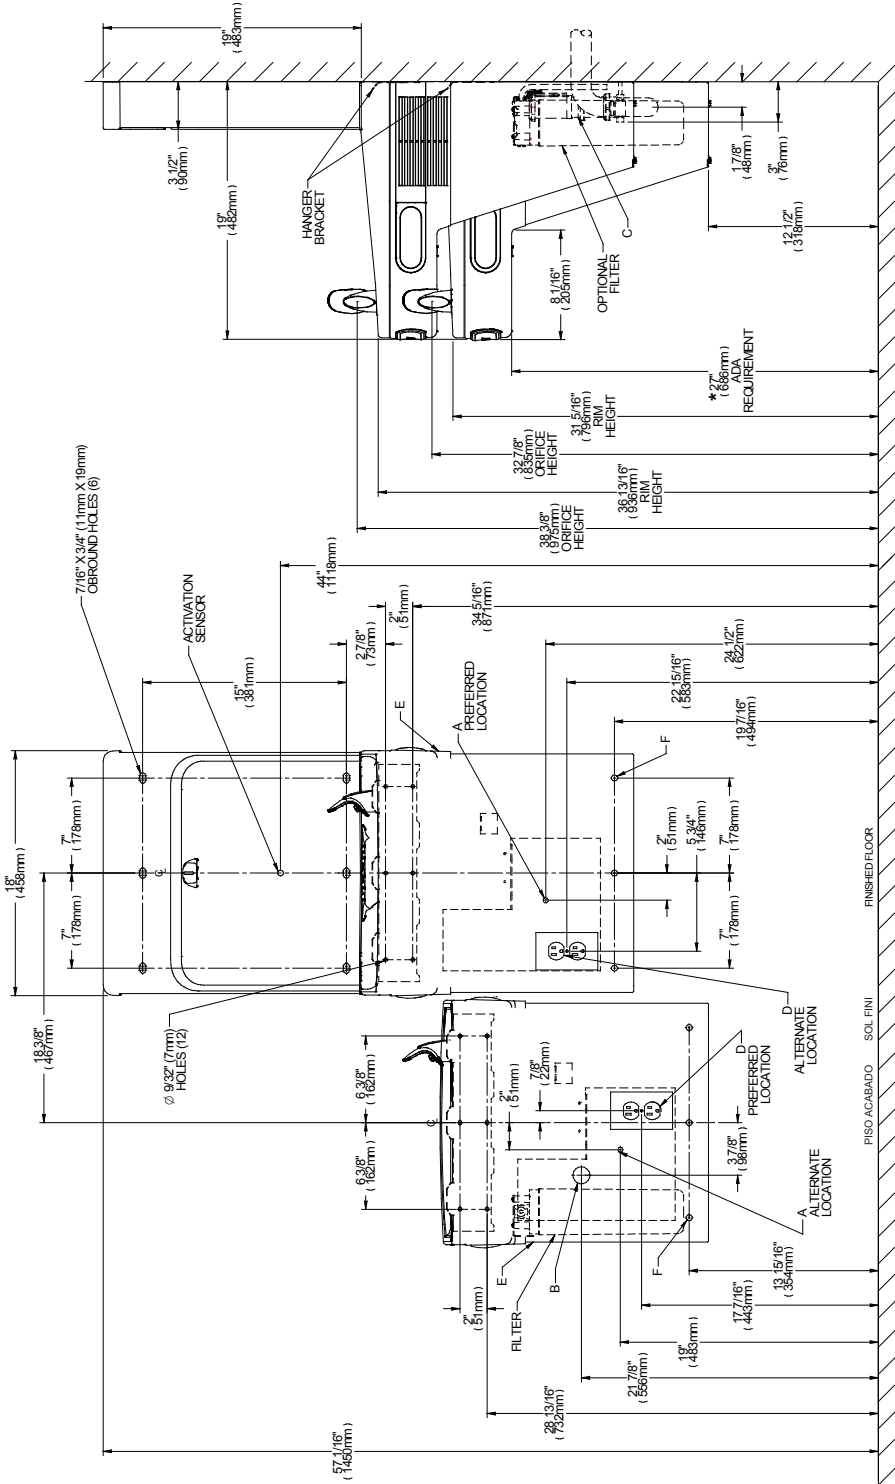 19"
(483mm)
3 1/2"
(90mm)
19"
(482mm)
HANGER
BRACKET
8 1/16"
(205mm)
OPTIONAL
FILTER
C
1 7/8"
(48mm)
3"
(76mm)
12 1/2"
(318mm)
* 27"
(686mm)
ADA
REQUIREMENT
31 5/16"
(796mm)
RIM
HEIGHT
32 7/8"
(835mm)
ORIFICE
HEIGHT
36 13/16"
(936mm)
RIM
HEIGHT
38 3/8"
(975mm)
ORIFICE
HEIGHT
7/16" X 3/4" (11mm X 19mm)
OBROUND HOLES (6)
ACTIVATION
SENSOR
44"
(1118mm)
15"
(381mm)
2 7/8"
(73mm)
2"
(51mm)
34 5/16"
(871mm)
E
A
PREFERRED
LOCATION
24 1/2"
(622mm)
22 15/16"
(583mm)
19 7/16"
(494mm)
F
18"
(458mm)
7"
(178mm)
7"
(178mm)
18 3/8"
(467mm)
Ø 9/32" (7mm)
HOLES (12)
2"
(51mm)
5 3/4"
(146mm)
7"
(178mm)
7"
(178mm)
D
ALTERNATE
LOCATION
6 3/8"
(162mm)
6 3/8"
(162mm)
2"
(51mm)
7/8"
(22mm)
D
PREFERRED
LOCATION
3 7/8"
(98mm)
A
ALTERNATE
LOCATION
2"
(51mm)
FILTER
E
B
F
13 15/16"
(354mm)
17 7/16"
(443mm)
19"
(483mm)
21 7/8"
(556mm)
28 13/16"
(732mm)
57 1/16"
(1450mm)
PISO ACABADO SOL FINI FINISHED FLOOR